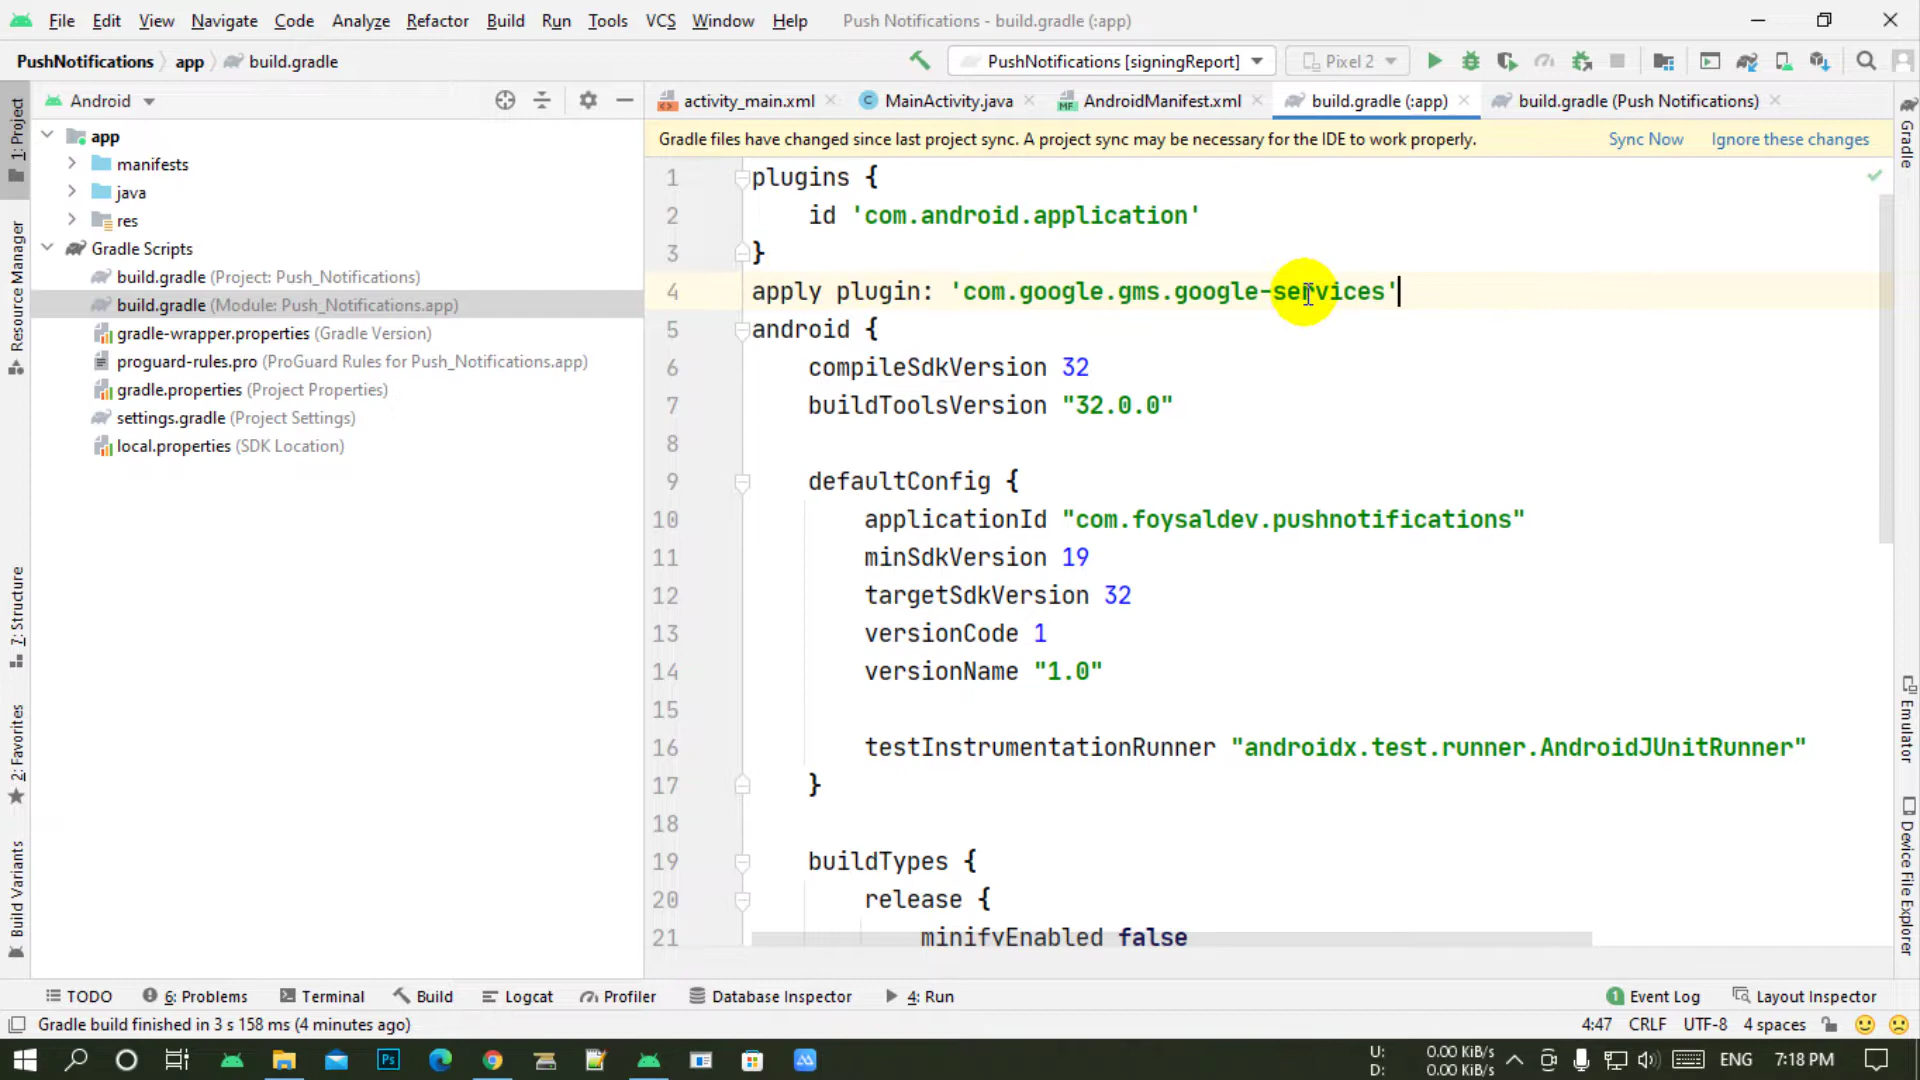 File Edit View Navigate Code Analyze Refactor Build Run Tools VCS Window Help Push Notifications - build.gradle (:app)
PushNotifications app build.gradle PushNotifications [signingReport] Pixel 2
Android activity_main.xml MainActivity.java AndroidManifest.xml build.gradle (:app) build.gradle (Push Notifications)
Gradle files have changed since last project sync. A project sync may be necessary for the IDE to work properly. Sync Now Ignore these changes
1: Project
Resource Manager
7: Structure
2: Favorites
Build Variants
app
manifests
java
res
Gradle Scripts
build.gradle (Project: Push_Notifications)
build.gradle (Module: Push_Notifications.app)
gradle-wrapper.properties (Gradle Version)
proguard-rules.pro (ProGuard Rules for Push_Notifications.app)
gradle.properties (Project Properties)
settings.gradle (Project Settings)
local.properties (SDK Location)
1 plugins {
2 id 'com.android.application'
3 }
4 apply plugin: 'com.google.gms.google-services'
5 android {
6 compileSdkVersion 32
7 buildToolsVersion "32.0.0"
8
9 defaultConfig {
10 applicationId "com.foysaldev.pushnotifications"
11 minSdkVersion 19
12 targetSdkVersion 32
13 versionCode 1
14 versionName "1.0"
15
16 testInstrumentationRunner "androidx.test.runner.AndroidJUnitRunner"
17 }
18
19 buildTypes {
20 release {
21 minifyEnabled false
Gradle
Emulator
Device File Explorer
TODO 6: Problems Terminal Build Logcat Profiler Database Inspector 4: Run 1 Event Log Layout Inspector
Gradle build finished in 3 s 158 ms (4 minutes ago) 4:47 CRLF UTF-8 4 spaces
Ps U: 0.00 KiB/s
D: 0.00 KiB/s
ENG 7:18 PM